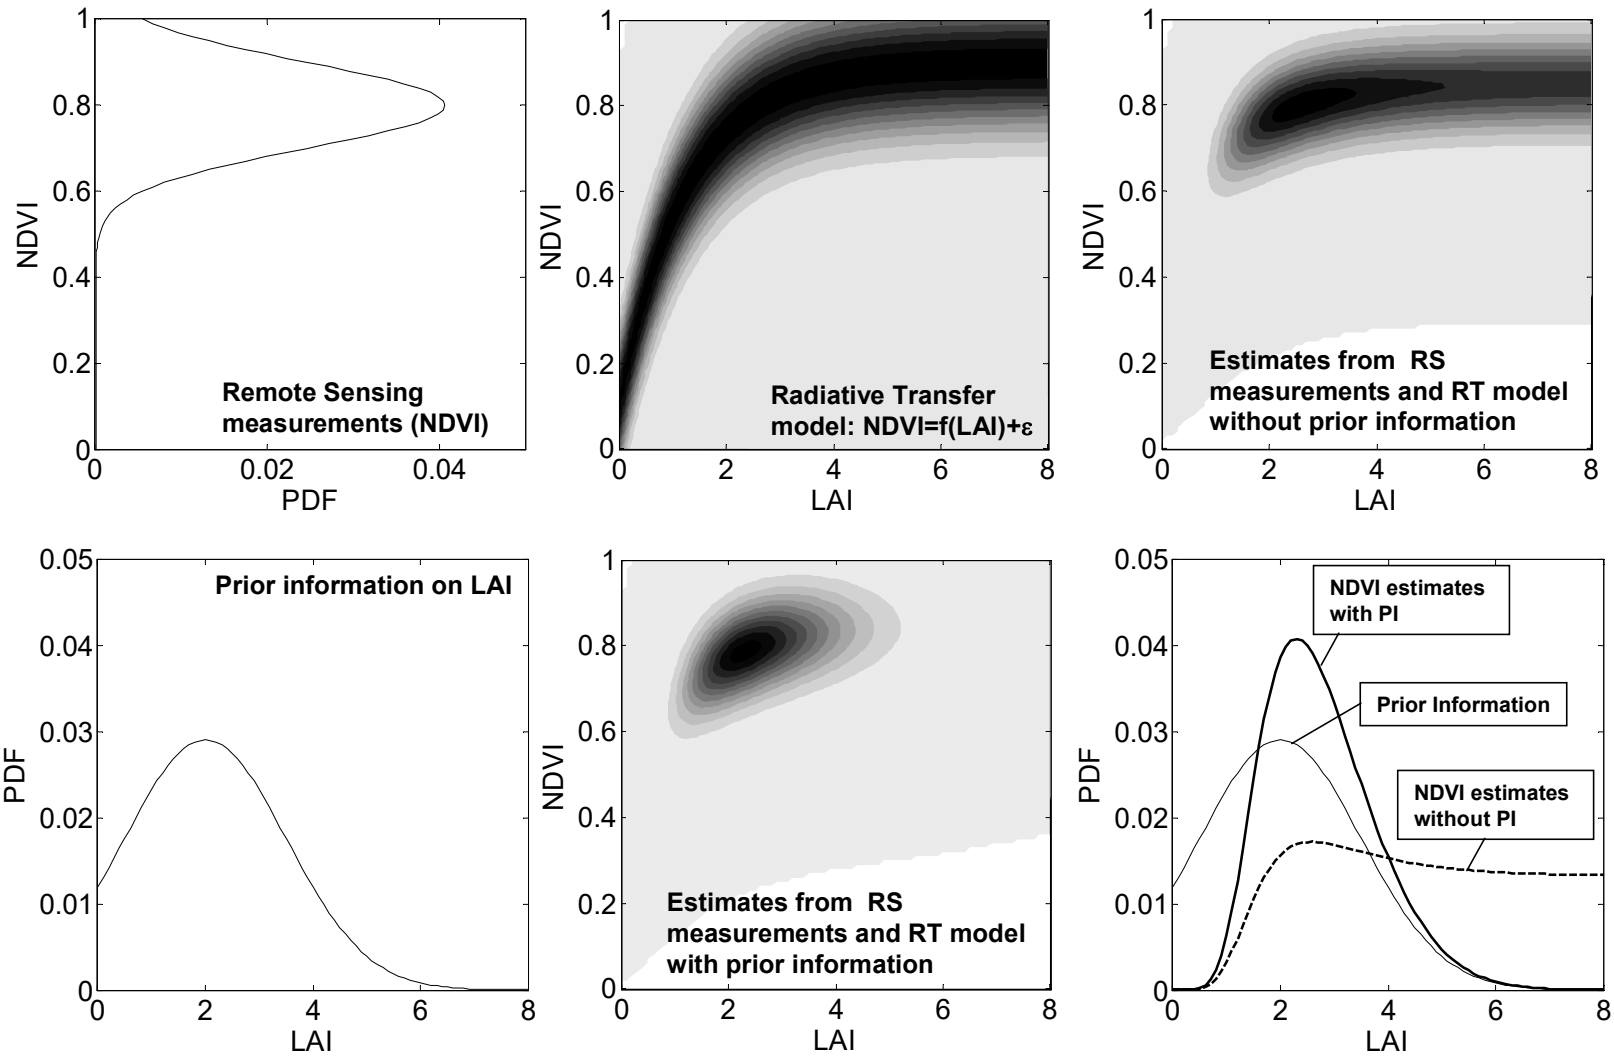 1
0.8
0.6
0.4
0.2
0
NDVI
Remote Sensing
measurements (NDVI)
0
0.02
0.04
PDF
1
0.8
0.6
0.4
0.2
0
NDVI
Radiative Transfer
model: NDVI=f(LAI)+ε
0
2
4
6
8
LAI
1
0.8
0.6
0.4
0.2
0
NDVI
Estimates from RS
measurements and RT model
without prior information
0
2
4
6
8
LAI
0.05
0.04
0.03
0.02
0.01
0
PDF
Prior information on LAI
0
2
4
6
8
LAI
1
0.8
0.6
0.4
0.2
0
NDVI
Estimates from RS
measurements and RT model
with prior information
0
2
4
6
8
LAI
0.05
0.04
0.03
0.02
0.01
0
PDF
NDVI estimates
with PI
Prior Information
NDVI estimates
without PI
0
2
4
6
8
LAI